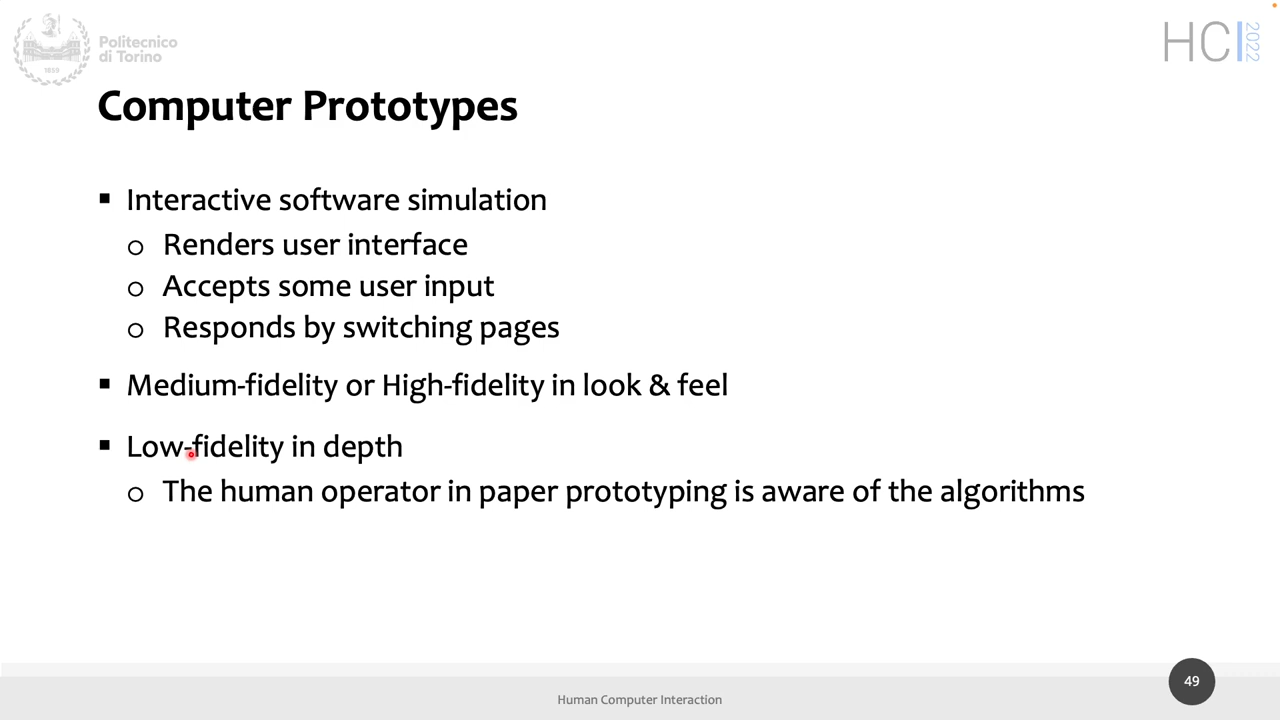 Politecnico
di Torino
1859
HCI 2022
Computer Prototypes
▪ Interactive software simulation
o Renders user interface
o Accepts some user input
o Responds by switching pages
▪ Medium-fidelity or High-fidelity in look & feel
▪ Low-fidelity in depth
o The human operator in paper prototyping is aware of the algorithms
Human Computer Interaction
49